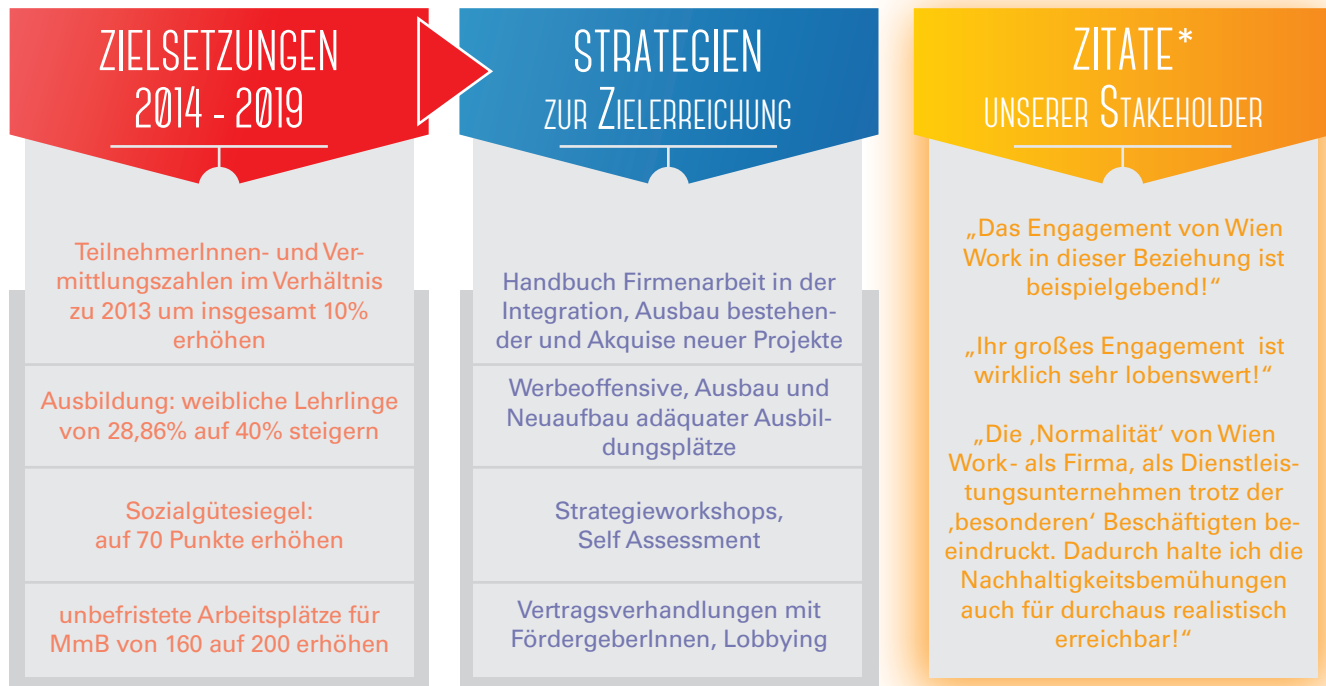 ZIELSETZUNGEN
2014 - 2019
TeilnehmerInnen- und Ver-
mittlungszahlen im Verhältnis
zu 2013 um insgesamt 10%
erhöhen
Ausbildung: weibliche Lehrlinge
von 28,86% auf 40% steigern
Sozialgütesiegel:
auf 70 Punkte erhöhen
unbefristete Arbeitsplätze für
MmB von 160 auf 200 erhöhen
STRATEGIEN
ZUR ZIELERREICHUNG
Handbuch Firmenarbeit in der
Integration, Ausbau bestehen-
der und Akquise neuer Projekte
Werbeoffensive, Ausbau und
Neuaufbau adäquater Ausbil-
dungsplätze
Strategieworkshops,
Self Assessment
Vertragsverhandlungen mit
FördergeberInnen, Lobbying
ZITATE*
UNSERER STAKEHOLDER
„Das Engagement von Wien
Work in dieser Beziehung ist
beispielgebend!“
„Ihr großes Engagement ist
wirklich sehr lobenswert!“
„Die ‚Normalität‘ von Wien
Work- als Firma, als Dienstleis-
tungsunternehmen trotz der
‚besonderen‘ Beschäftigten be-
eindruckt. Dadurch halte ich die
Nachhaltigkeitsbemühungen
auch für durchaus realistisch
erreichbar!“